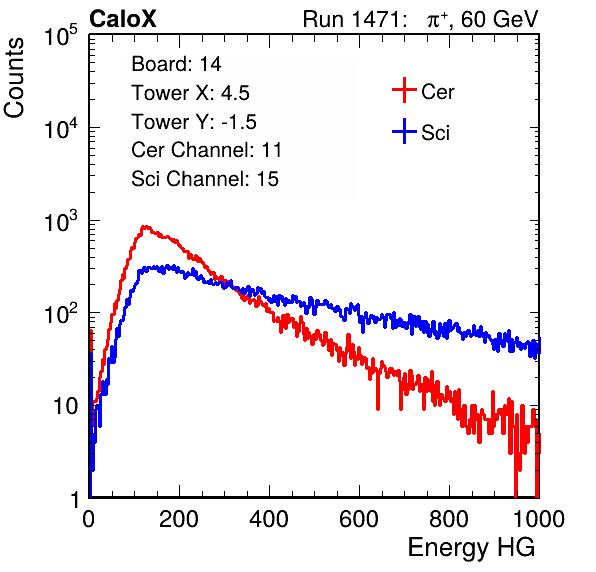 CaloX Run 1471: π⁺, 60 GeV
Counts
10⁵
10⁴
10³
10²
10
1
Board: 14
Tower X: 4.5
Tower Y: -1.5
Cer Channel: 11
Sci Channel: 15
Cer
Sci
0 200 400 600 800 1000
Energy HG